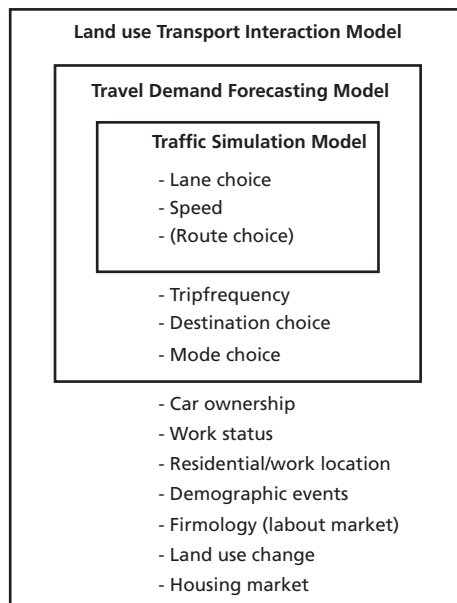 Land use Transport Interaction Model
Travel Demand Forecasting Model
Traffic Simulation Model
- Lane choice
- Speed
- (Route choice)
- Tripfrequency
- Destination choice
- Mode choice
- Car ownership
- Work status
- Residential/work location
- Demographic events
- Firmology (labout market)
- Land use change
- Housing market